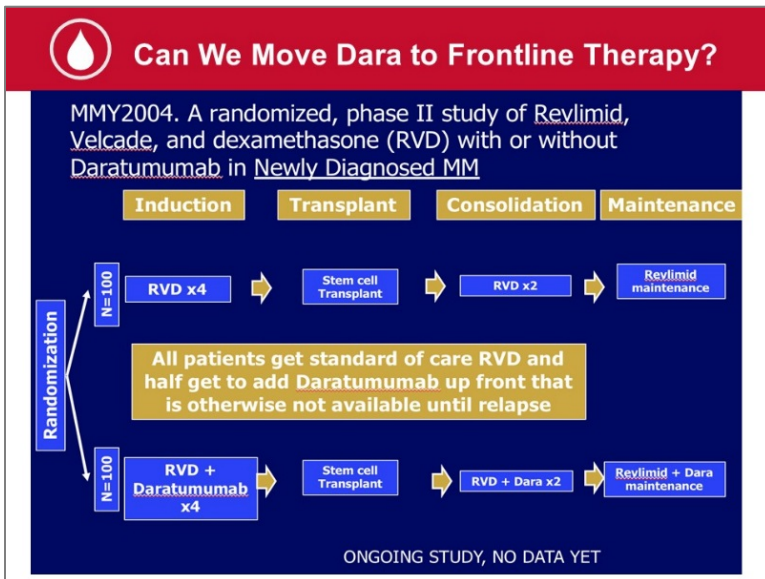 Can We Move Dara to Frontline Therapy?
MMY2004. A randomized, phase II study of Revlimid,
Velcade, and dexamethasone (RVD) with or without
Daratumumab in Newly Diagnosed MM
Induction
Transplant
Consolidation
Maintenance
Randomization
N=100
RVD x4
Stem cell
Transplant
RVD x2
Revlimid
maintenance
All patients get standard of care RVD and
half get to add Daratumumab up front that
is otherwise not available until relapse
N=100
RVD +
Daratumumab
x4
Stem cell
Transplant
RVD + Dara x2
Revlimid + Dara
maintenance
ONGOING STUDY, NO DATA YET